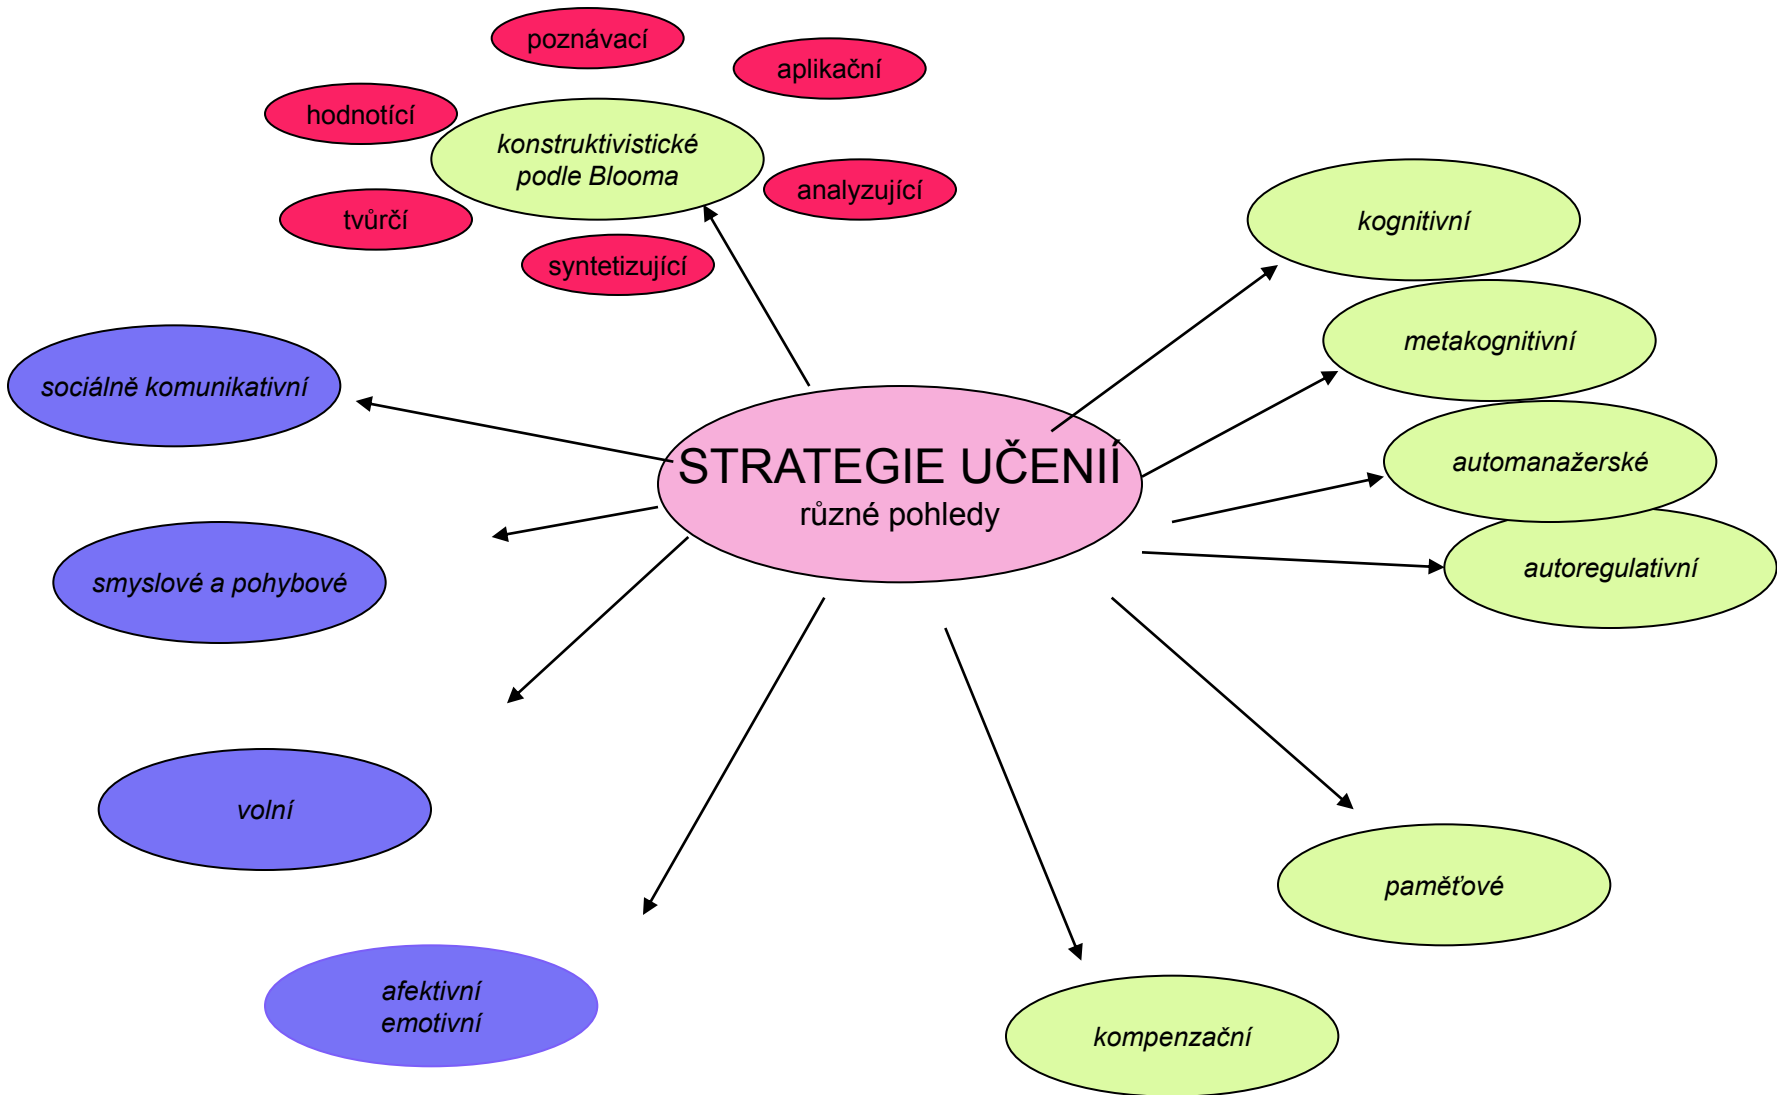 poznávací
aplikační
hodnotící
konstruktivistické
podle Blooma
analyzující
tvůrčí
syntetizující
kognitivní
metakognitivní
sociálně komunikativní
STRATEGIE UČENIÍ
různé pohledy
automanažerské
autoregulativní
smyslové a pohybové
volní
paměťové
afektivní
emotivní
kompenzační